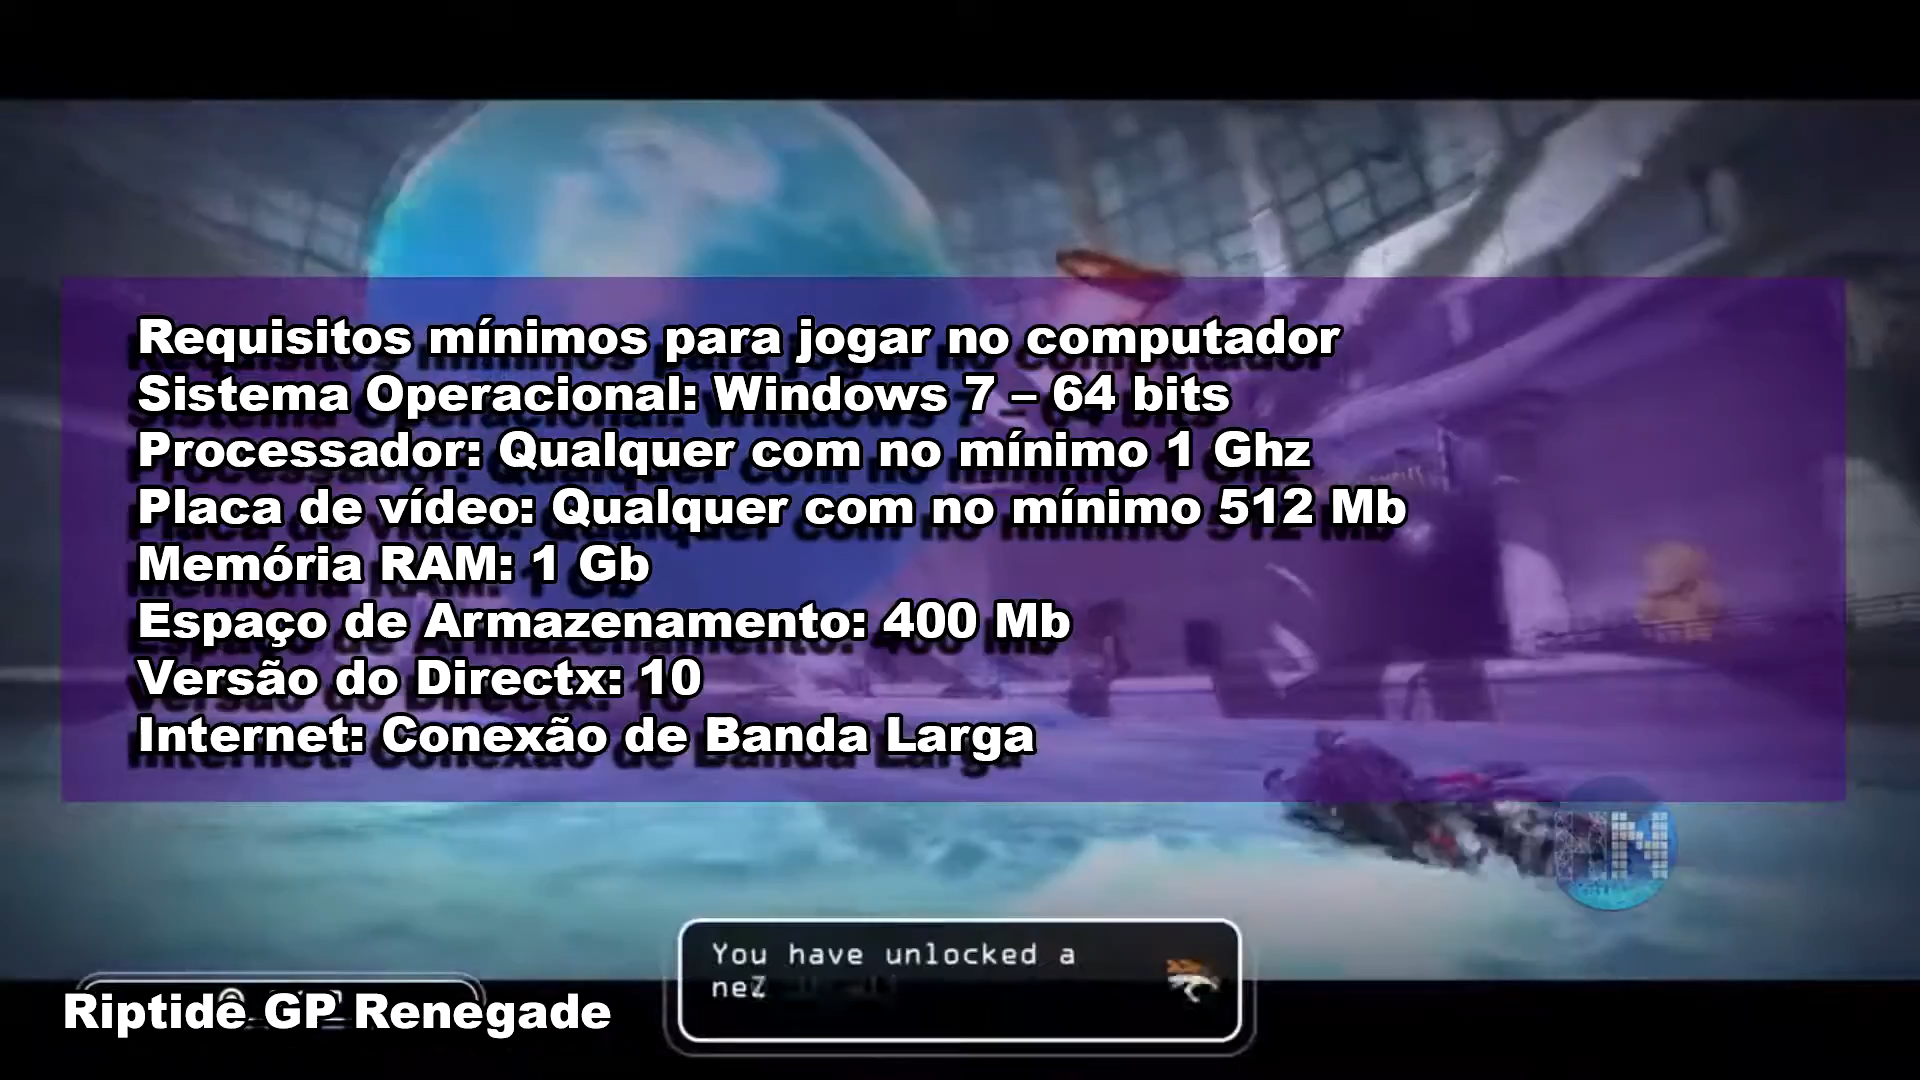 Requisitos mínimos para jogar no computador
Sistema Operacional: Windows 7 – 64 bits
Processador: Qualquer com no mínimo 1 Ghz
Placa de vídeo: Qualquer com no mínimo 512 Mb
Memória RAM: 1 Gb
Espaço de Armazenamento: 400 Mb
Versão do Directx: 10
Internet: Conexão de Banda Larga
You have unlocked a
neZ
Riptide GP Renegade